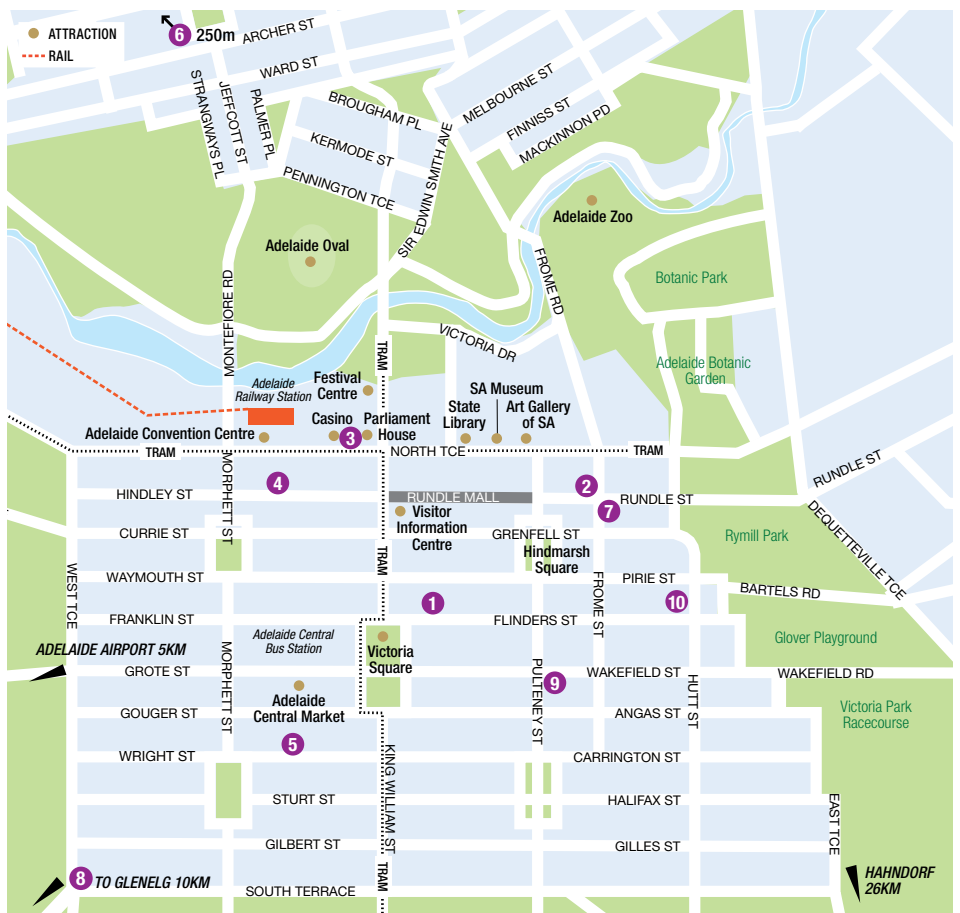 6 250m
ATTRACTION
RAIL
ARCHER ST
WARD ST
STRANGWAYS PL
JEFFCOTT ST
PALMER PL
BROUGHAM PL
KERMODE ST
PENNINGTON TCE
MELBOURNE ST
FINNISS ST
MACKINNON PD
SIR EDWIN SMITH AVE
Adelaide Zoo
Adelaide Oval
MONTEFIORE RD
FROME RD
Botanic Park
VICTORIA DR
TRAM
Adelaide Botanic
Garden
Adelaide
Railway Station
Festival
Centre
SA Museum
Casino
Parliament
House
State
Library
Art Gallery
of SA
Adelaide Convention Centre
3
TRAM
NORTH TCE
TRAM
MORPHETT ST
4
2
RUNDLE ST
HINDLEY ST
RUNDLE MALL
RUNDLE ST
7
Visitor
Information
Centre
CURRIE ST
GRENFELL ST
Rymill Park
DEQUETTEVILLE TCE
Hindmarsh
Square
TRAM
WEST TCE
WAYMOUTH ST
FROME ST
PIRIE ST
BARTELS RD
1
10
FRANKLIN ST
FLINDERS ST
Adelaide Central
Bus Station
Glover Playground
ADELAIDE AIRPORT 5KM
Victoria
Square
GROTE ST
MORPHETT ST
PULTENEY ST
WAKEFIELD ST
WAKEFIELD RD
9
HUTT ST
Adelaide
Central Market
GOUGER ST
ANGAS ST
Victoria Park
Racecourse
5
WRIGHT ST
KING WILLIAM ST
CARRINGTON ST
STURT ST
HALIFAX ST
EAST TCE
GILBERT ST
GILLES ST
8 TO GLENELG 10KM
TRAM
SOUTH TERRACE
HAHNDORF
26KM